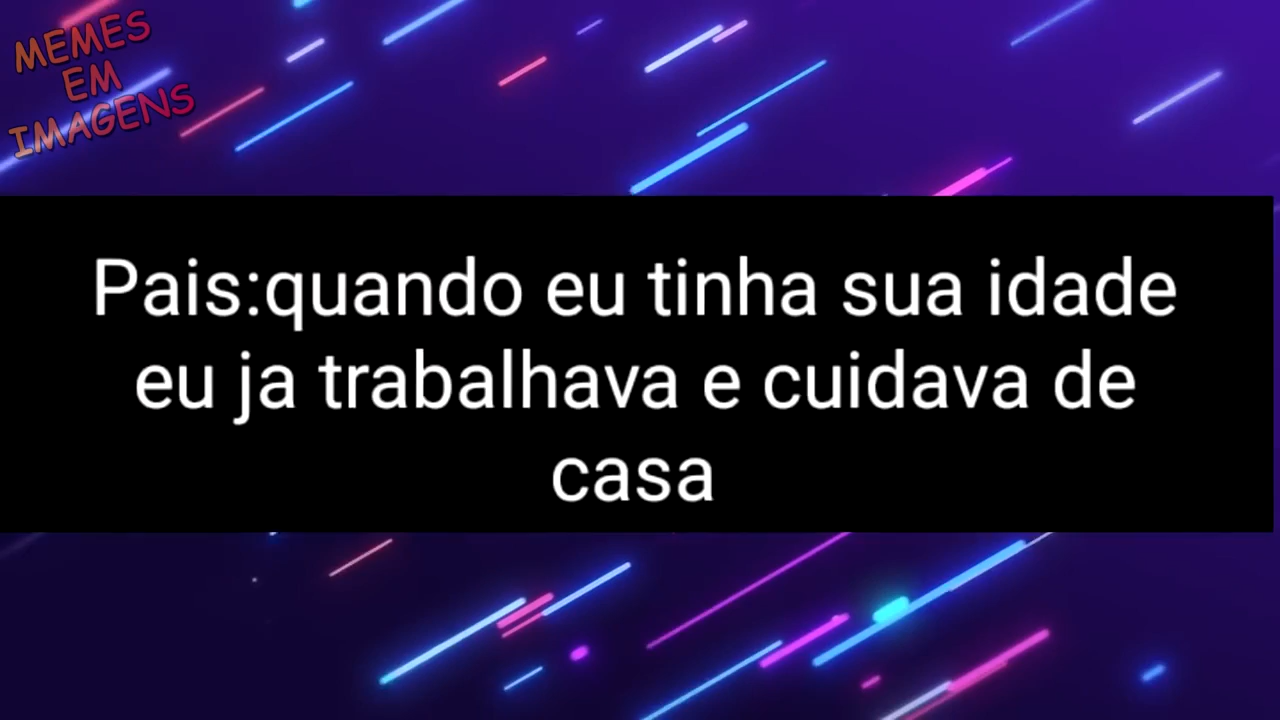 MEMES
EM
IMAGENS
Pais:quando eu tinha sua idade
eu ja trabalhava e cuidava de
casa